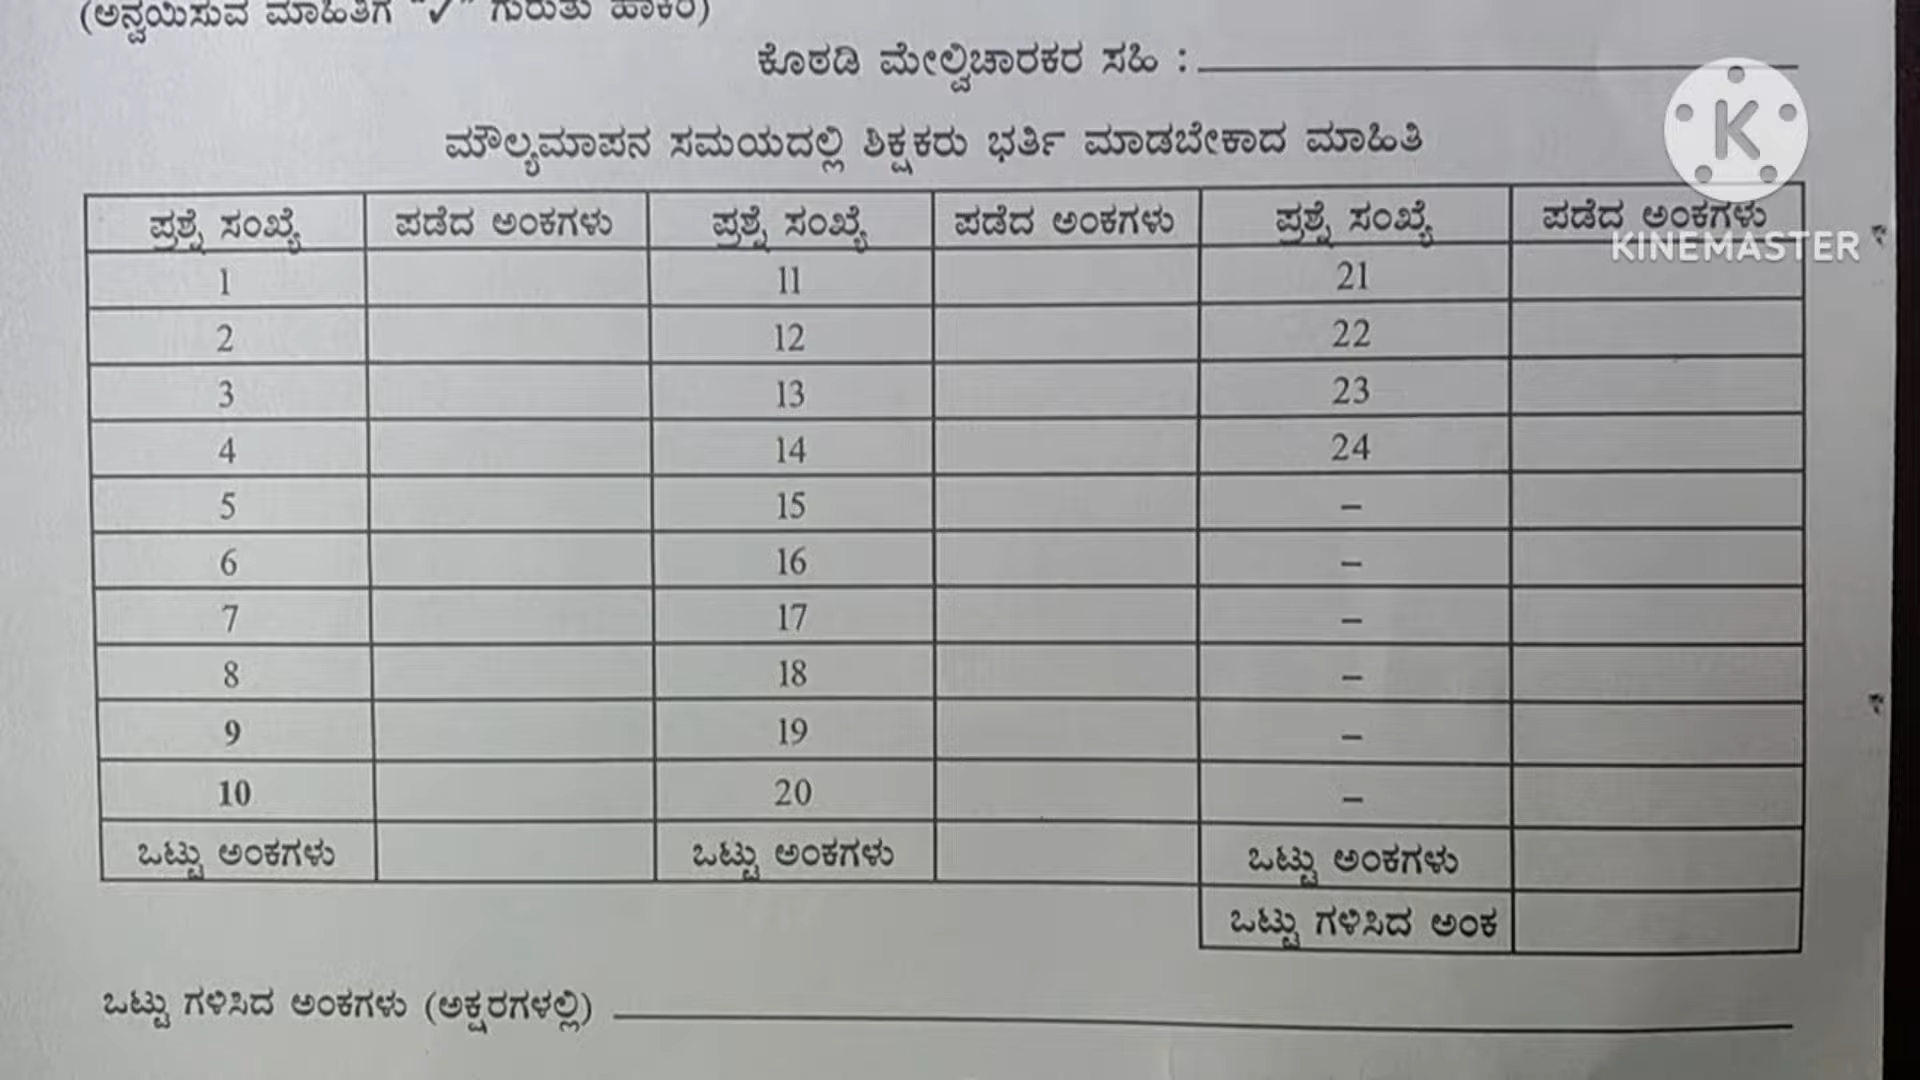 (ಅನ್ವಯಿಸುವ ಮಾಹಿತಿಗೆ "✓" ಗುರುತು ಹಾಕಿರಿ)
ಕೊಠಡಿ ಮೇಲ್ವಿಚಾರಕರ ಸಹಿ :
K
ಮೌಲ್ಯಮಾಪನ ಸಮಯದಲ್ಲಿ ಶಿಕ್ಷಕರು ಭರ್ತಿ ಮಾಡಬೇಕಾದ ಮಾಹಿತಿ
ಪ್ರಶ್ನೆ ಸಂಖ್ಯೆ ಪಡೆದ ಅಂಕಗಳು ಪ್ರಶ್ನೆ ಸಂಖ್ಯೆ ಪಡೆದ ಅಂಕಗಳು ಪ್ರಶ್ನೆ ಸಂಖ್ಯೆ ಪಡೆದ ಅಂಕಗಳು
KINEMASTER
1 11 21
2 12 22
3 13 23
4 14 24
5 15 –
6 16 –
7 17 –
8 18 –
9 19 –
10 20 –
ಒಟ್ಟು ಅಂಕಗಳು ಒಟ್ಟು ಅಂಕಗಳು ಒಟ್ಟು ಅಂಕಗಳು
ಒಟ್ಟು ಗಳಿಸಿದ ಅಂಕ
ಒಟ್ಟು ಗಳಿಸಿದ ಅಂಕಗಳು (ಅಕ್ಷರಗಳಲ್ಲಿ)